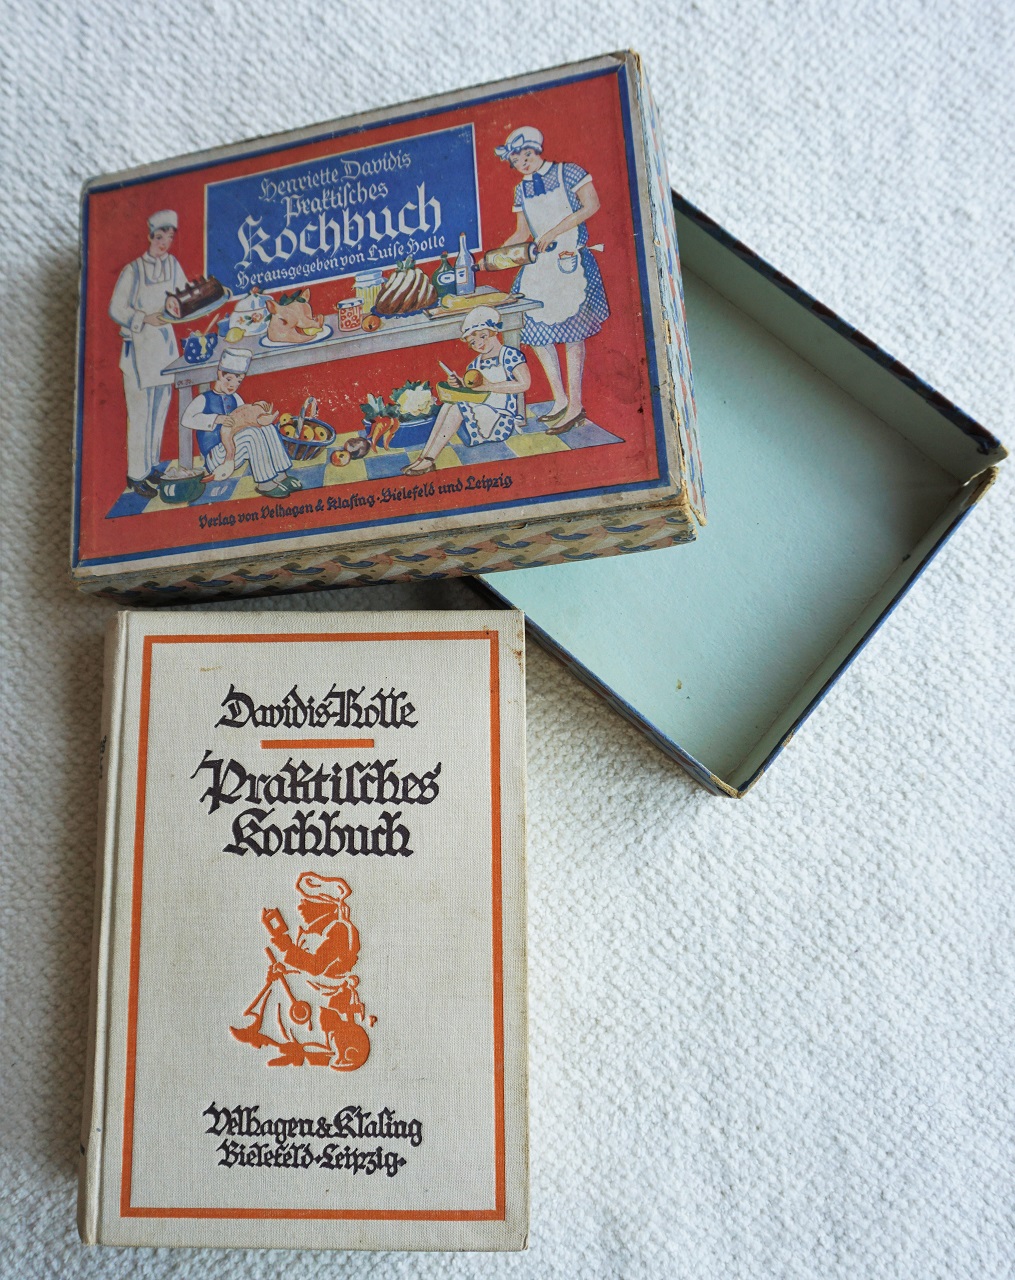 Henriette Davidis
Praktisches
Kochbuch
Herausgegeben von Luise Holle
Verlag von Velhagen & Klasing · Bielefeld und Leipzig
Davidis-Holle
Praktisches
Kochbuch
Velhagen & Klasing
Bielefeld · Leipzig ·